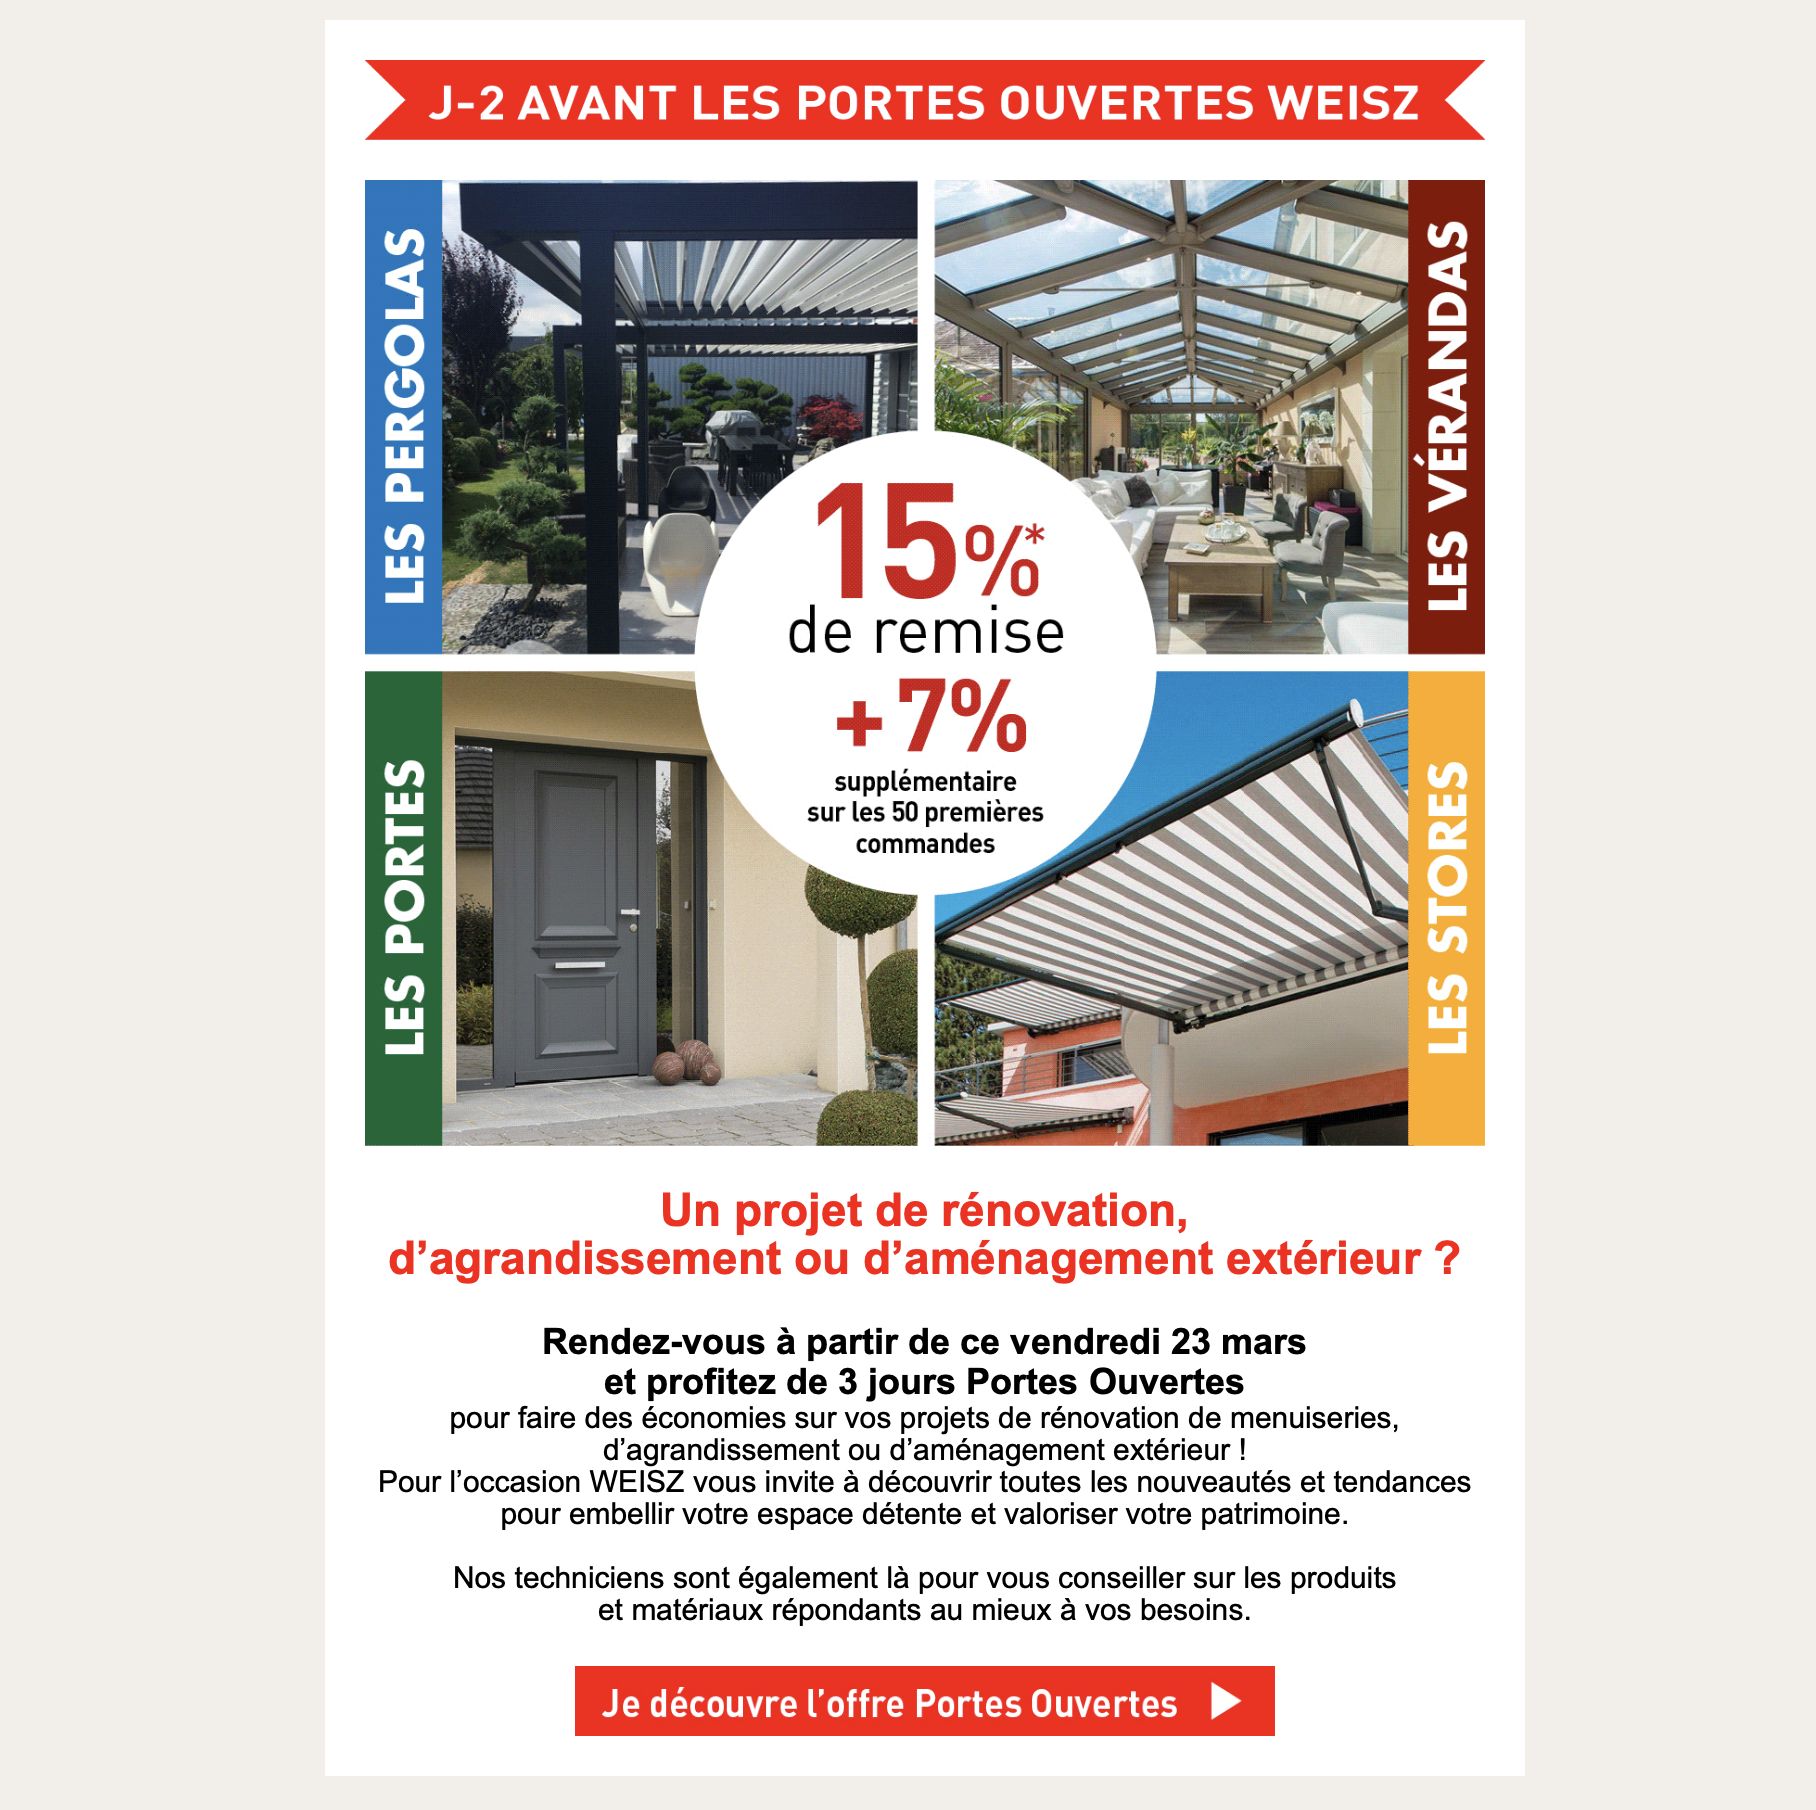 J-2 AVANT LES PORTES OUVERTES WEISZ
LES PERGOLAS
LES VÉRANDAS
15%*
de remise
+ 7%
supplémentaire
sur les 50 premières
commandes
LES PORTES
LES STORES
Un projet de rénovation,
d’agrandissement ou d’aménagement extérieur ?
Rendez-vous à partir de ce vendredi 23 mars
et profitez de 3 jours Portes Ouvertes
pour faire des économies sur vos projets de rénovation de menuiseries,
d’agrandissement ou d’aménagement extérieur !
Pour l’occasion WEISZ vous invite à découvrir toutes les nouveautés et tendances
pour embellir votre espace détente et valoriser votre patrimoine.
Nos techniciens sont également là pour vous conseiller sur les produits
et matériaux répondants au mieux à vos besoins.
Je découvre l’offre Portes Ouvertes